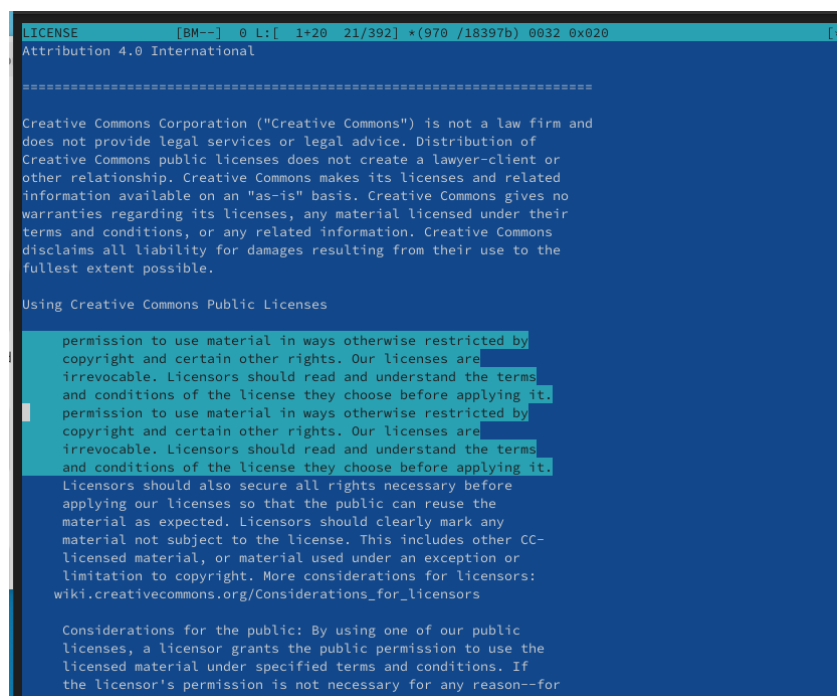 LICENSE [BM--] 0 L:[ 1+20 21/392] *(970 /18397b) 0032 0x020
Attribution 4.0 International
=======================================================================
Creative Commons Corporation ("Creative Commons") is not a law firm and
does not provide legal services or legal advice. Distribution of
Creative Commons public licenses does not create a lawyer-client or
other relationship. Creative Commons makes its licenses and related
information available on an "as-is" basis. Creative Commons gives no
warranties regarding its licenses, any material licensed under their
terms and conditions, or any related information. Creative Commons
disclaims all liability for damages resulting from their use to the
fullest extent possible.
Using Creative Commons Public Licenses
permission to use material in ways otherwise restricted by
copyright and certain other rights. Our licenses are
irrevocable. Licensors should read and understand the terms
and conditions of the license they choose before applying it.
permission to use material in ways otherwise restricted by
copyright and certain other rights. Our licenses are
irrevocable. Licensors should read and understand the terms
and conditions of the license they choose before applying it.
Licensors should also secure all rights necessary before
applying our licenses so that the public can reuse the
material as expected. Licensors should clearly mark any
material not subject to the license. This includes other CC-
licensed material, or material used under an exception or
limitation to copyright. More considerations for licensors:
wiki.creativecommons.org/Considerations_for_licensors
Considerations for the public: By using one of our public
licenses, a licensor grants the public permission to use the
licensed material under specified terms and conditions. If
the licensor's permission is not necessary for any reason--for